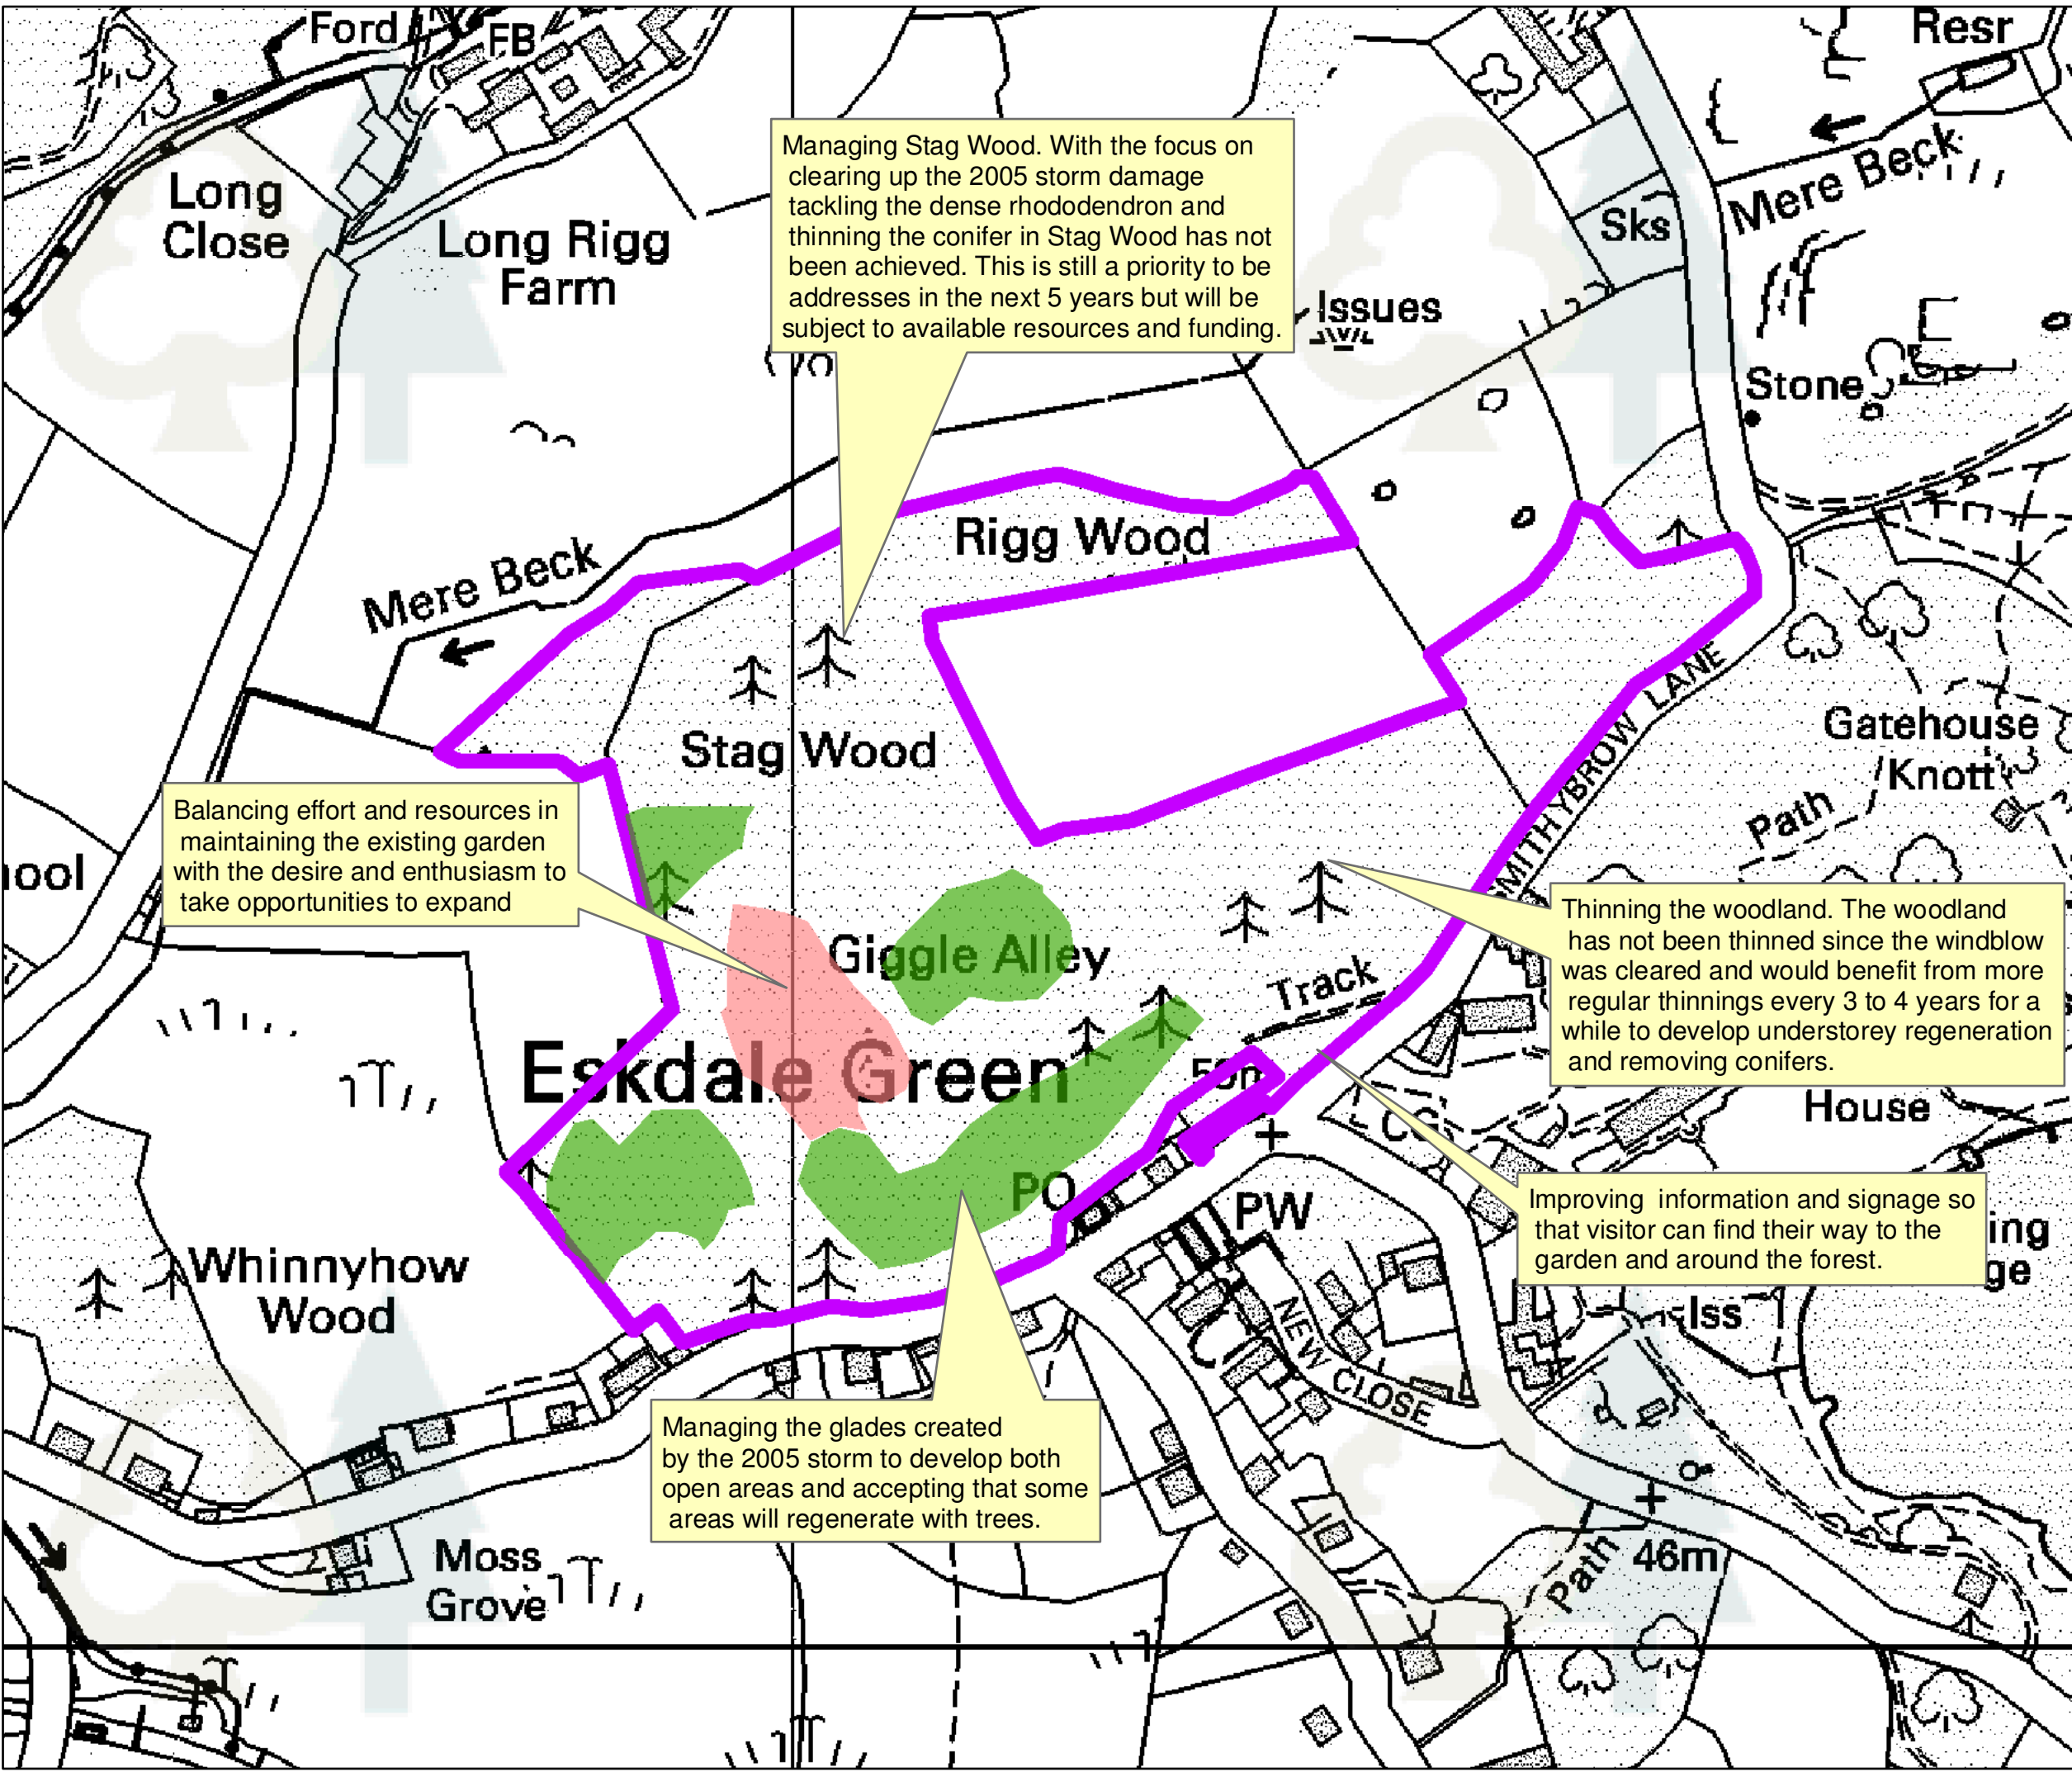 Ford
FB
Resr
Mere Beck
Long
Close
Long Rigg
Farm
Managing Stag Wood. With the focus on
clearing up the 2005 storm damage
tackling the dense rhododendron and
thinning the conifer in Stag Wood has not
been achieved. This is still a priority to be
addresses in the next 5 years but will be
subject to available resources and funding.
Sks
Issues
Stone
Rigg Wood
Mere Beck
Stag Wood
SMITHYBROW LANE
Gatehouse
Knott
Path
Balancing effort and resources in
maintaining the existing garden
with the desire and enthusiasm to
take opportunities to expand
ool
Giggle Alley
Track
Thinning the woodland. The woodland
has not been thinned since the windblow
was cleared and would benefit from more
regular thinnings every 3 to 4 years for a
while to develop understorey regeneration
and removing conifers.
Eskdale Green
House
CG
PO
PW
Improving information and signage so
that visitor can find their way to the
garden and around the forest.
ing
ge
Whinnyhow
Wood
Iss
NEW CLOSE
Managing the glades created
by the 2005 storm to develop both
open areas and accepting that some
areas will regenerate with trees.
Moss
Grove
Path
46m